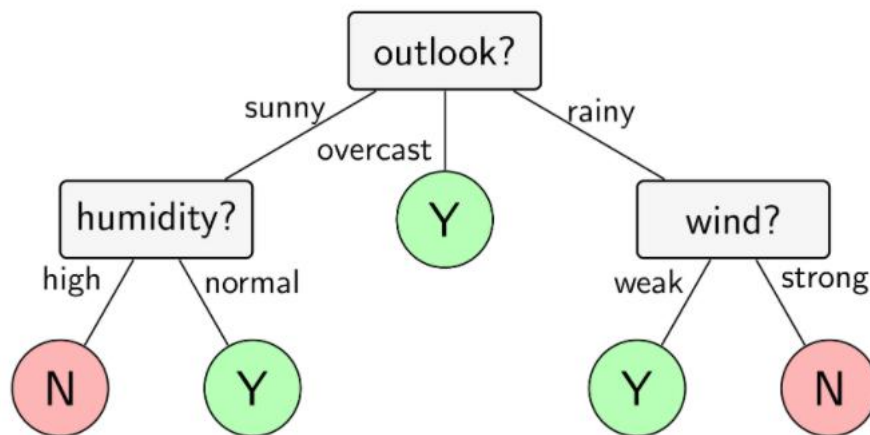 outlook?
sunny
overcast
rainy
humidity?
Y
wind?
high
normal
weak
strong
N
Y
Y
N